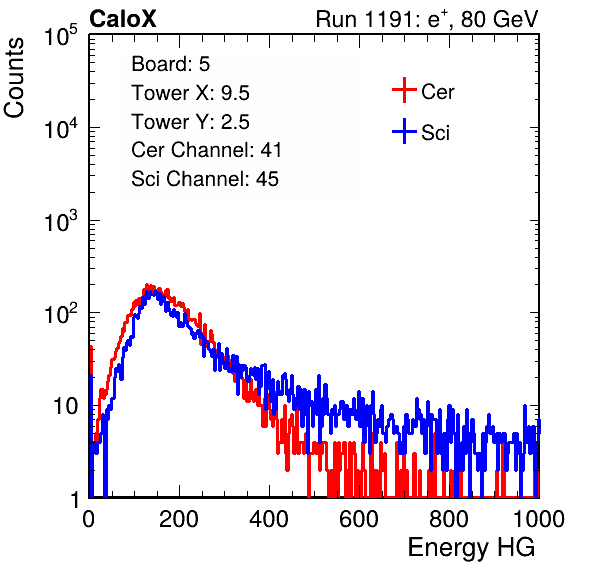 CaloX Run 1191: e⁺, 80 GeV
Counts
10⁵
10⁴
10³
10²
10
1
Board: 5
Tower X: 9.5
Tower Y: 2.5
Cer Channel: 41
Sci Channel: 45
Cer
Sci
0 200 400 600 800 1000
Energy HG